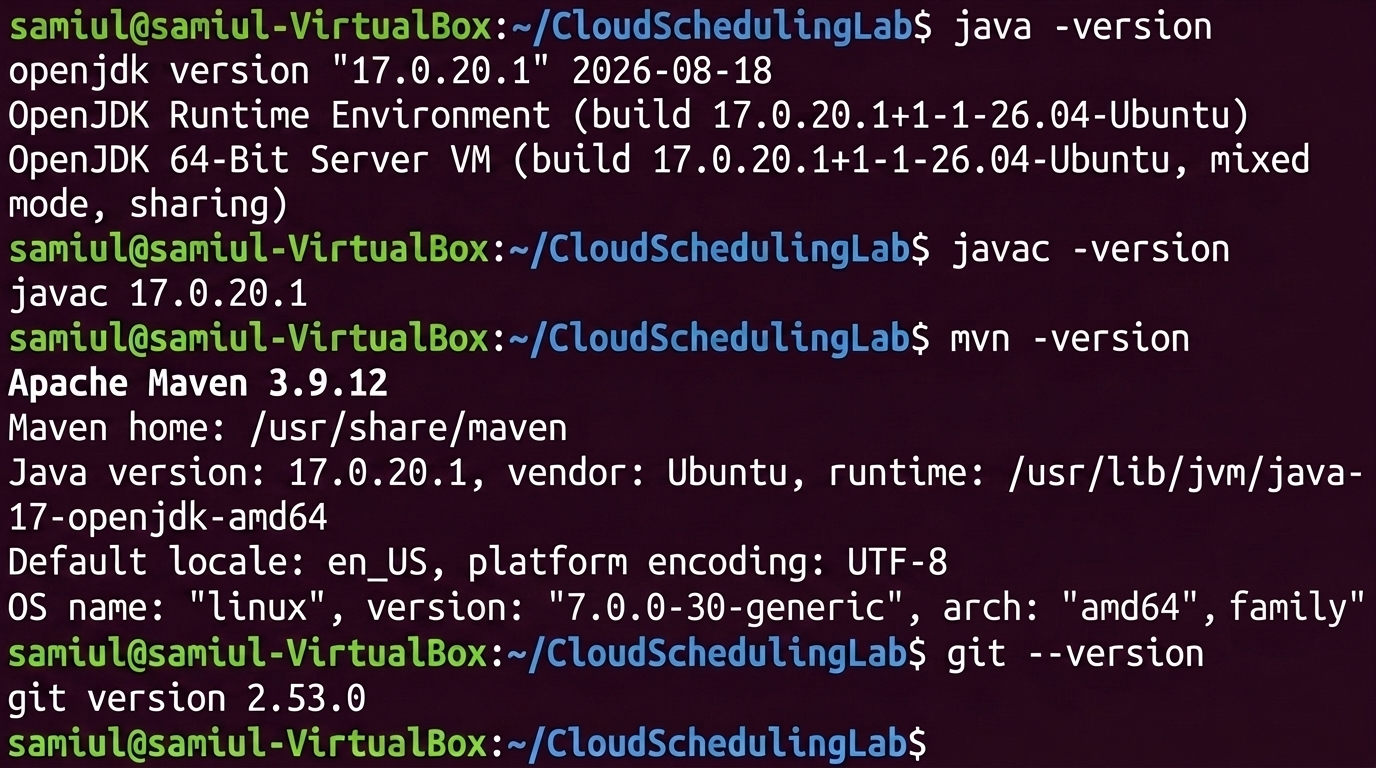 samiul@samiul-VirtualBox:~/CloudSchedulingLab$ java -version
openjdk version "17.0.20.1" 2026-08-18
OpenJDK Runtime Environment (build 17.0.20.1+1-1-26.04-Ubuntu)
OpenJDK 64-Bit Server VM (build 17.0.20.1+1-1-26.04-Ubuntu, mixed
mode, sharing)
samiul@samiul-VirtualBox:~/CloudSchedulingLab$ javac -version
javac 17.0.20.1
samiul@samiul-VirtualBox:~/CloudSchedulingLab$ mvn -version
Apache Maven 3.9.12
Maven home: /usr/share/maven
Java version: 17.0.20.1, vendor: Ubuntu, runtime: /usr/lib/jvm/java-
17-openjdk-amd64
Default locale: en_US, platform encoding: UTF-8
OS name: "linux", version: "7.0.0-30-generic", arch: "amd64", family"
samiul@samiul-VirtualBox:~/CloudSchedulingLab$ git --version
git version 2.53.0
samiul@samiul-VirtualBox:~/CloudSchedulingLab$